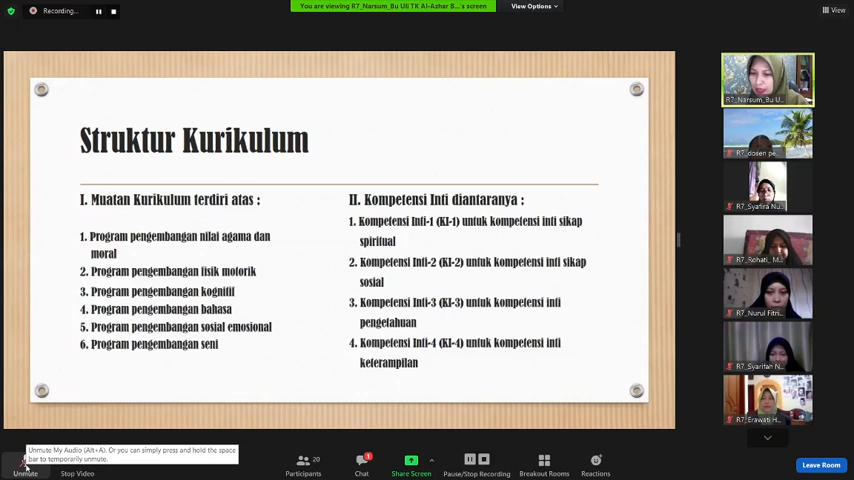 Recording...
You are viewing R7_Narsum_Bu Uli TK Al-Azhar B...'s screen
View Options
View
Struktur Kurikulum
I. Muatan Kurikulum terdiri atas :
1. Program pengembangan nilai agama dan
moral
2. Program pengembangan fisik motorik
3. Program pengembangan kognitif
4. Program pengembangan bahasa
5. Program pengembangan sosial emosional
6. Program pengembangan seni
II. Kompetensi Inti diantaranya :
1. Kompetensi Inti-1 (KI-1) untuk kompetensi inti sikap
spiritual
2. Kompetensi Inti-2 (KI-2) untuk kompetensi inti sikap
sosial
3. Kompetensi Inti-3 (KI-3) untuk kompetensi inti
pengetahuan
4. Kompetensi Inti-4 (KI-4) untuk kompetensi inti
keterampilan
R7_Narsum_Bu U...
R7_dosen pe...
R7_Syafira Nu...
R7_Rohati_ M...
R7_Nurul Fitri...
R7_Syarifah N...
R7_Erawati H...
Unmute My Audio (Alt+A). Or you can simply press and hold the space
bar to temporarily unmute.
Unmute
Stop Video
20
Participants
1
Chat
Share Screen
Pause/Stop Recording
Breakout Rooms
Reactions
Leave Room